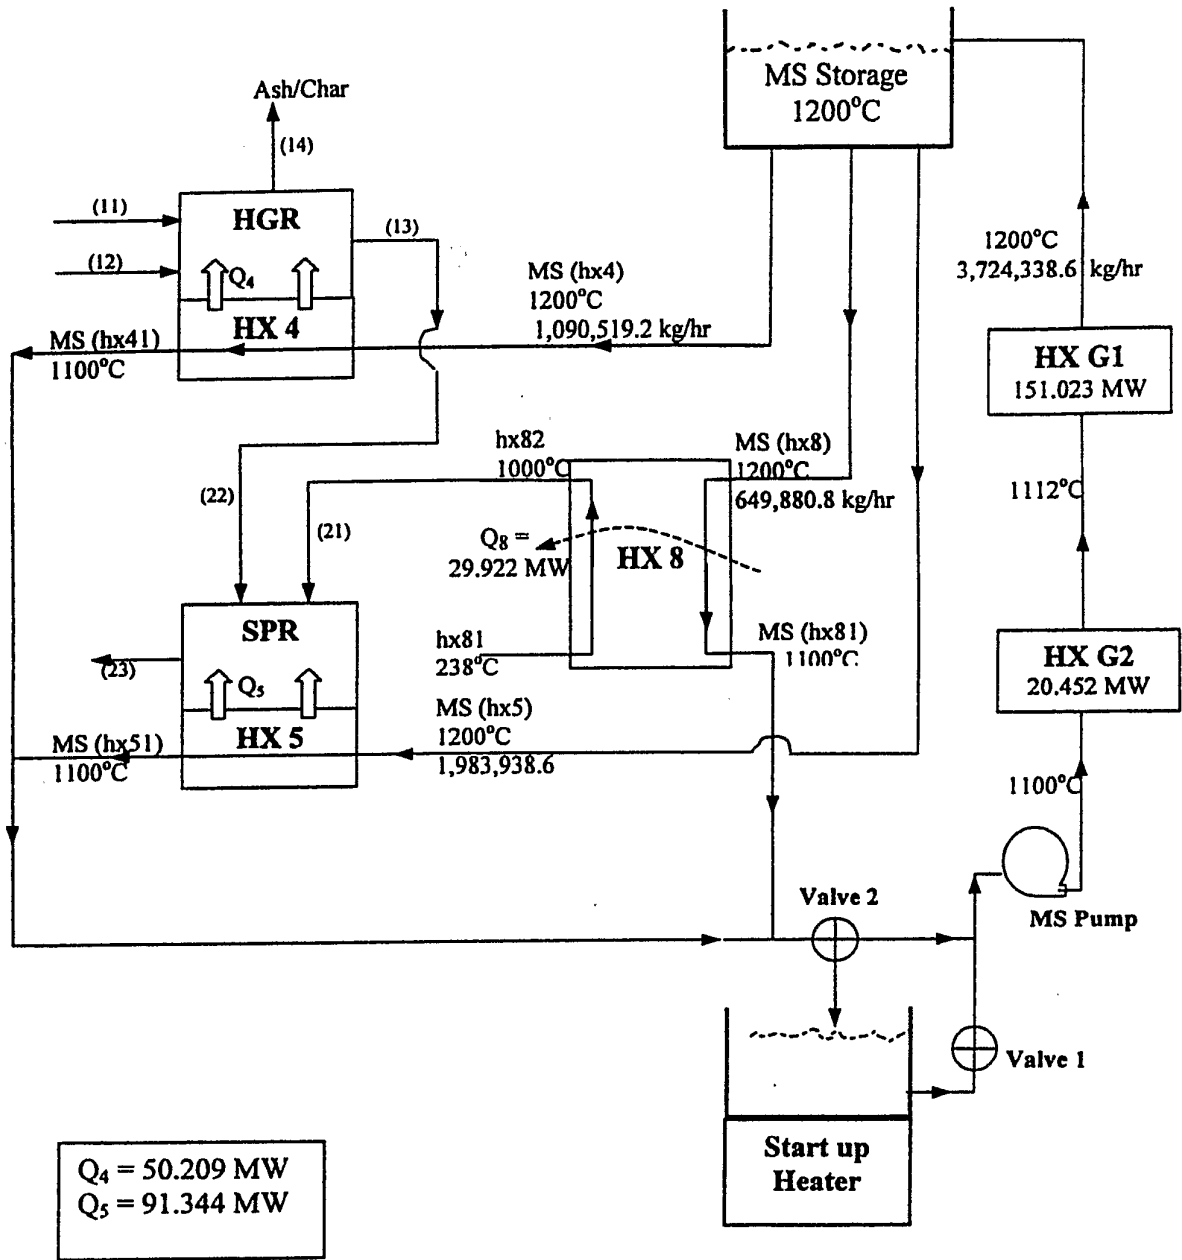 MS Storage
1200°C
Ash/Char
(14)
(11)
HGR
(13)
(12)
Q₄
HX 4
MS (hx41)
1100°C
MS (hx4)
1200°C
1,090,519.2 kg/hr
1200°C
3,724,338.6 kg/hr
HX G1
151.023 MW
hx82
1000°C
MS (hx8)
1200°C
649,880.8 kg/hr
1112°C
(22)
(21)
Q₈ =
29.922 MW
HX 8
SPR
hx81
238°C
MS (hx81)
1100°C
HX G2
20.452 MW
(23)
Q₅
HX 5
MS (hx51)
1100°C
MS (hx5)
1200°C
1,983,938.6
1100°C
Valve 2
MS Pump
Valve 1
Start up
Heater
Q₄ = 50.209 MW
Q₅ = 91.344 MW